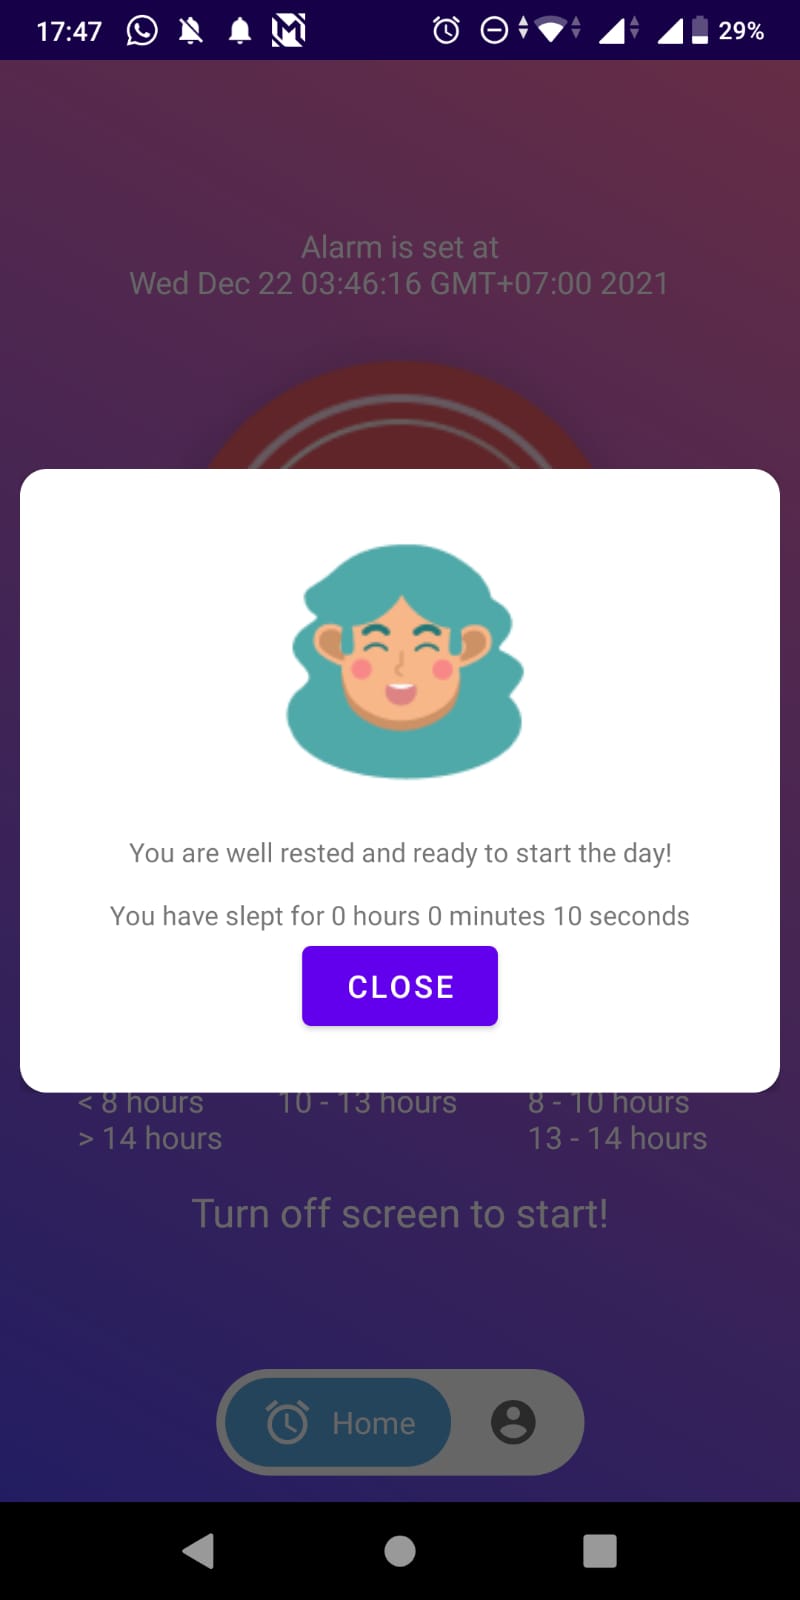 17:47
29%
Alarm is set at
Wed Dec 22 03:46:16 GMT+07:00 2021
You are well rested and ready to start the day!
You have slept for 0 hours 0 minutes 10 seconds
CLOSE
< 8 hours 10 - 13 hours 8 - 10 hours
> 14 hours 13 - 14 hours
Turn off screen to start!
Home